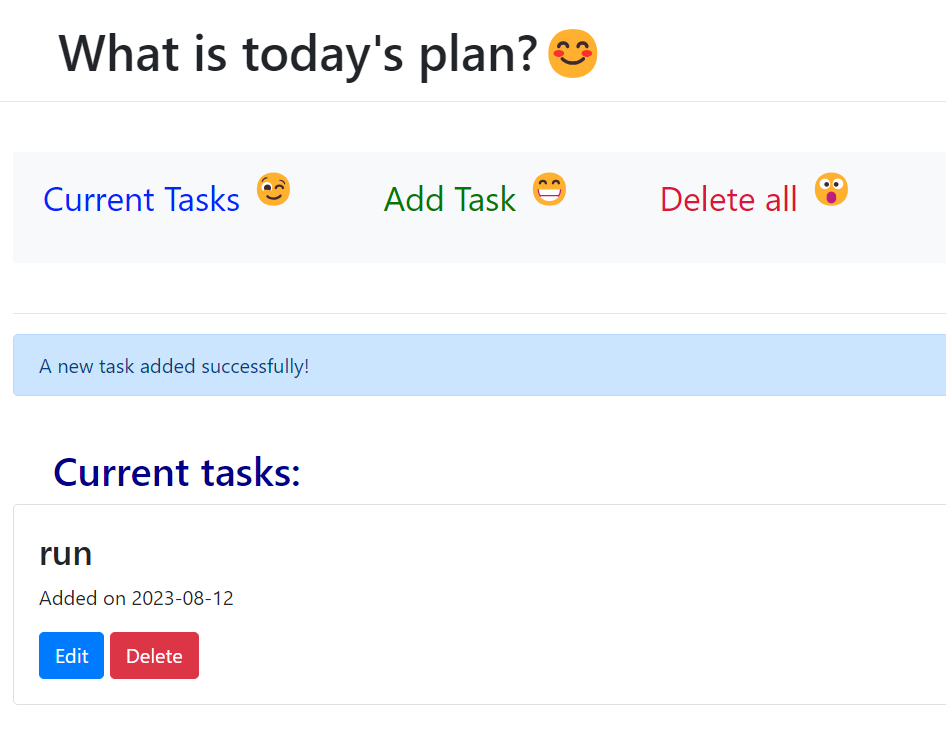 What is today's plan?😊
Current Tasks 😉 Add Task 😁 Delete all 😲
A new task added successfully!
Current tasks:
run
Added on 2023-08-12
Edit Delete